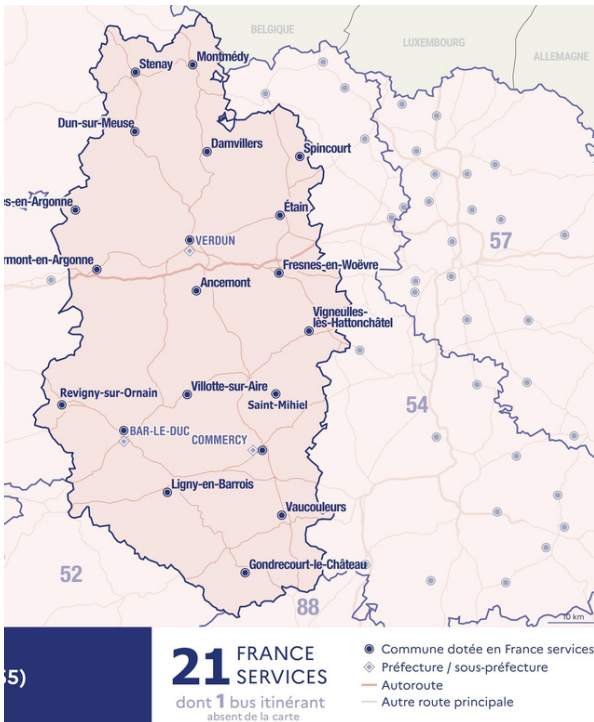 BELGIQUE
LUXEMBOURG
ALLEMAGNE
Montmédy
Stenay
Dun-sur-Meuse
Damvillers
Spincourt
es-en-Argonne
Étain
VERDUN
57
rmont-en-Argonne
Fresnes-en-Woëvre
Ancemont
Vigneulles-
lès-Hattonchâtel
Revigny-sur-Ornain
Villotte-sur-Aire
Saint-Mihiel
54
BAR-LE-DUC
COMMERCY
Ligny-en-Barrois
Vaucouleurs
Gondrecourt-le-Château
52
88
10 km
55)
21 FRANCE
SERVICES
dont 1 bus itinérant
absent de la carte
Commune dotée en France services
Préfecture / sous-préfecture
Autoroute
Autre route principale